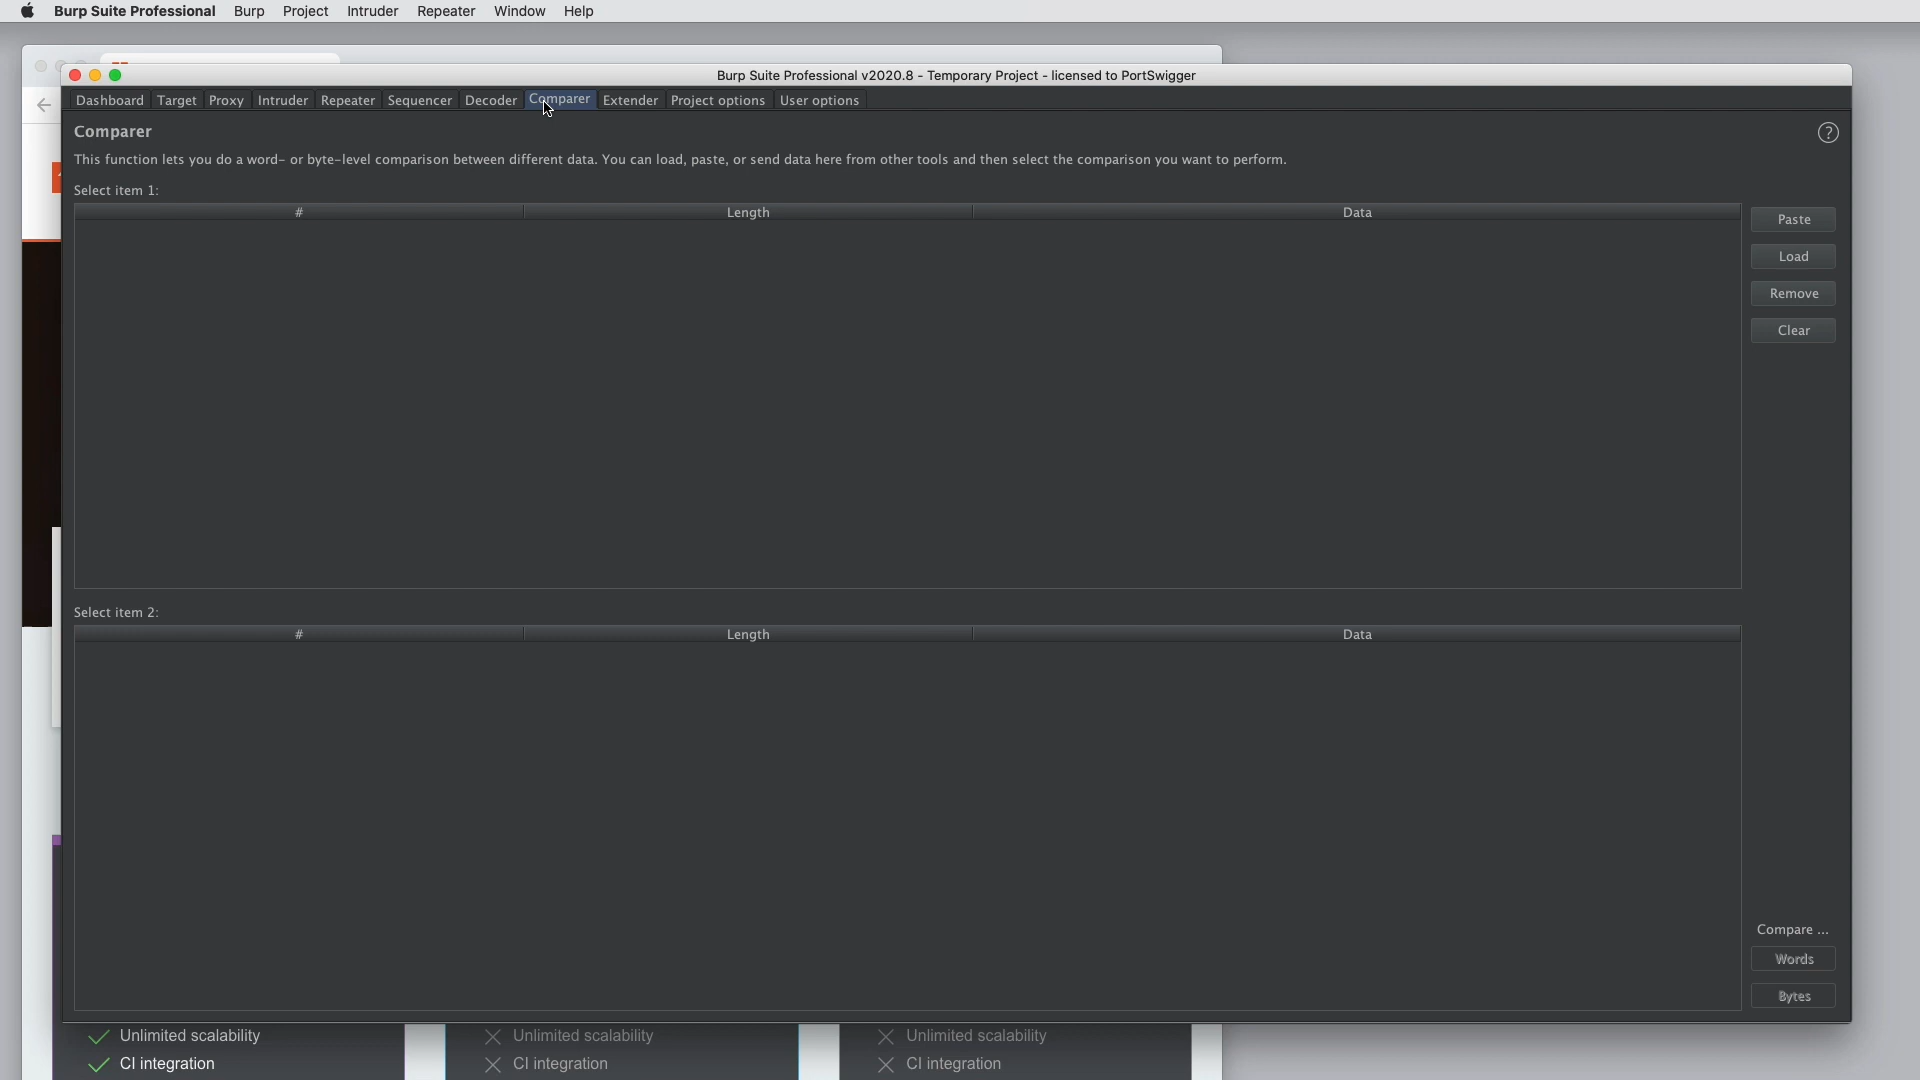 Burp Suite Professional Burp Project Intruder Repeater Window Help
Burp Suite Professional v2020.8 - Temporary Project - licensed to PortSwigger
Dashboard Target Proxy Intruder Repeater Sequencer Decoder Comparer Extender Project options User options
Comparer
?
This function lets you do a word- or byte-level comparison between different data. You can load, paste, or send data here from other tools and then select the comparison you want to perform.
Select item 1:
# Length Data
Paste
Load
Remove
Clear
Select item 2:
# Length Data
Compare ...
Words
Bytes
Unlimited scalability Unlimited scalability Unlimited scalability
CI integration CI integration CI integration